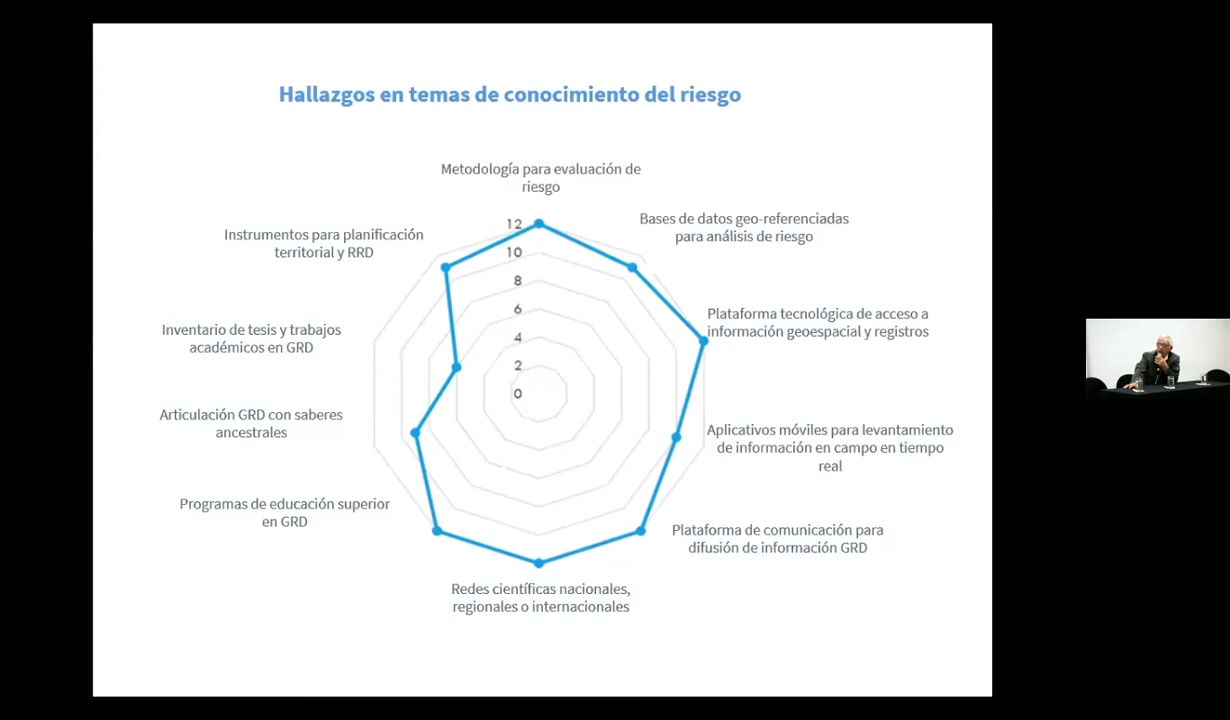 Hallazgos en temas de conocimiento del riesgo
Metodología para evaluación de
riesgo
Bases de datos geo-referenciadas
para análisis de riesgo
Plataforma tecnológica de acceso a
información geoespacial y registros
Aplicativos móviles para levantamiento
de información en campo en tiempo
real
Plataforma de comunicación para
difusión de información GRD
Redes científicas nacionales,
regionales o internacionales
Programas de educación superior
en GRD
Articulación GRD con saberes
ancestrales
Inventario de tesis y trabajos
académicos en GRD
Instrumentos para planificación
territorial y RRD
12
10
8
6
4
2
0